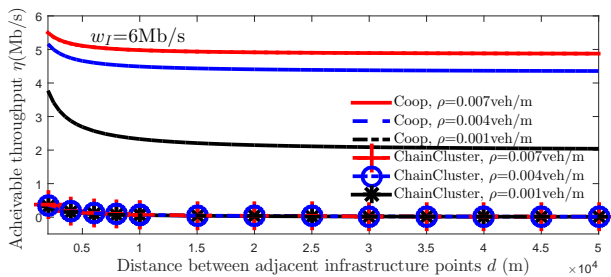 w_I=6Mb/s
Acheivable throughput η(Mb/s)
6
5
4
3
2
1
0
Coop, ρ=0.007veh/m
Coop, ρ=0.004veh/m
Coop, ρ=0.001veh/m
ChainCluster, ρ=0.007veh/m
ChainCluster, ρ=0.004veh/m
ChainCluster, ρ=0.001veh/m
0.5 1 1.5 2 2.5 3 3.5 4 4.5 5
×10⁴
Distance between adjacent infrastructure points d (m)